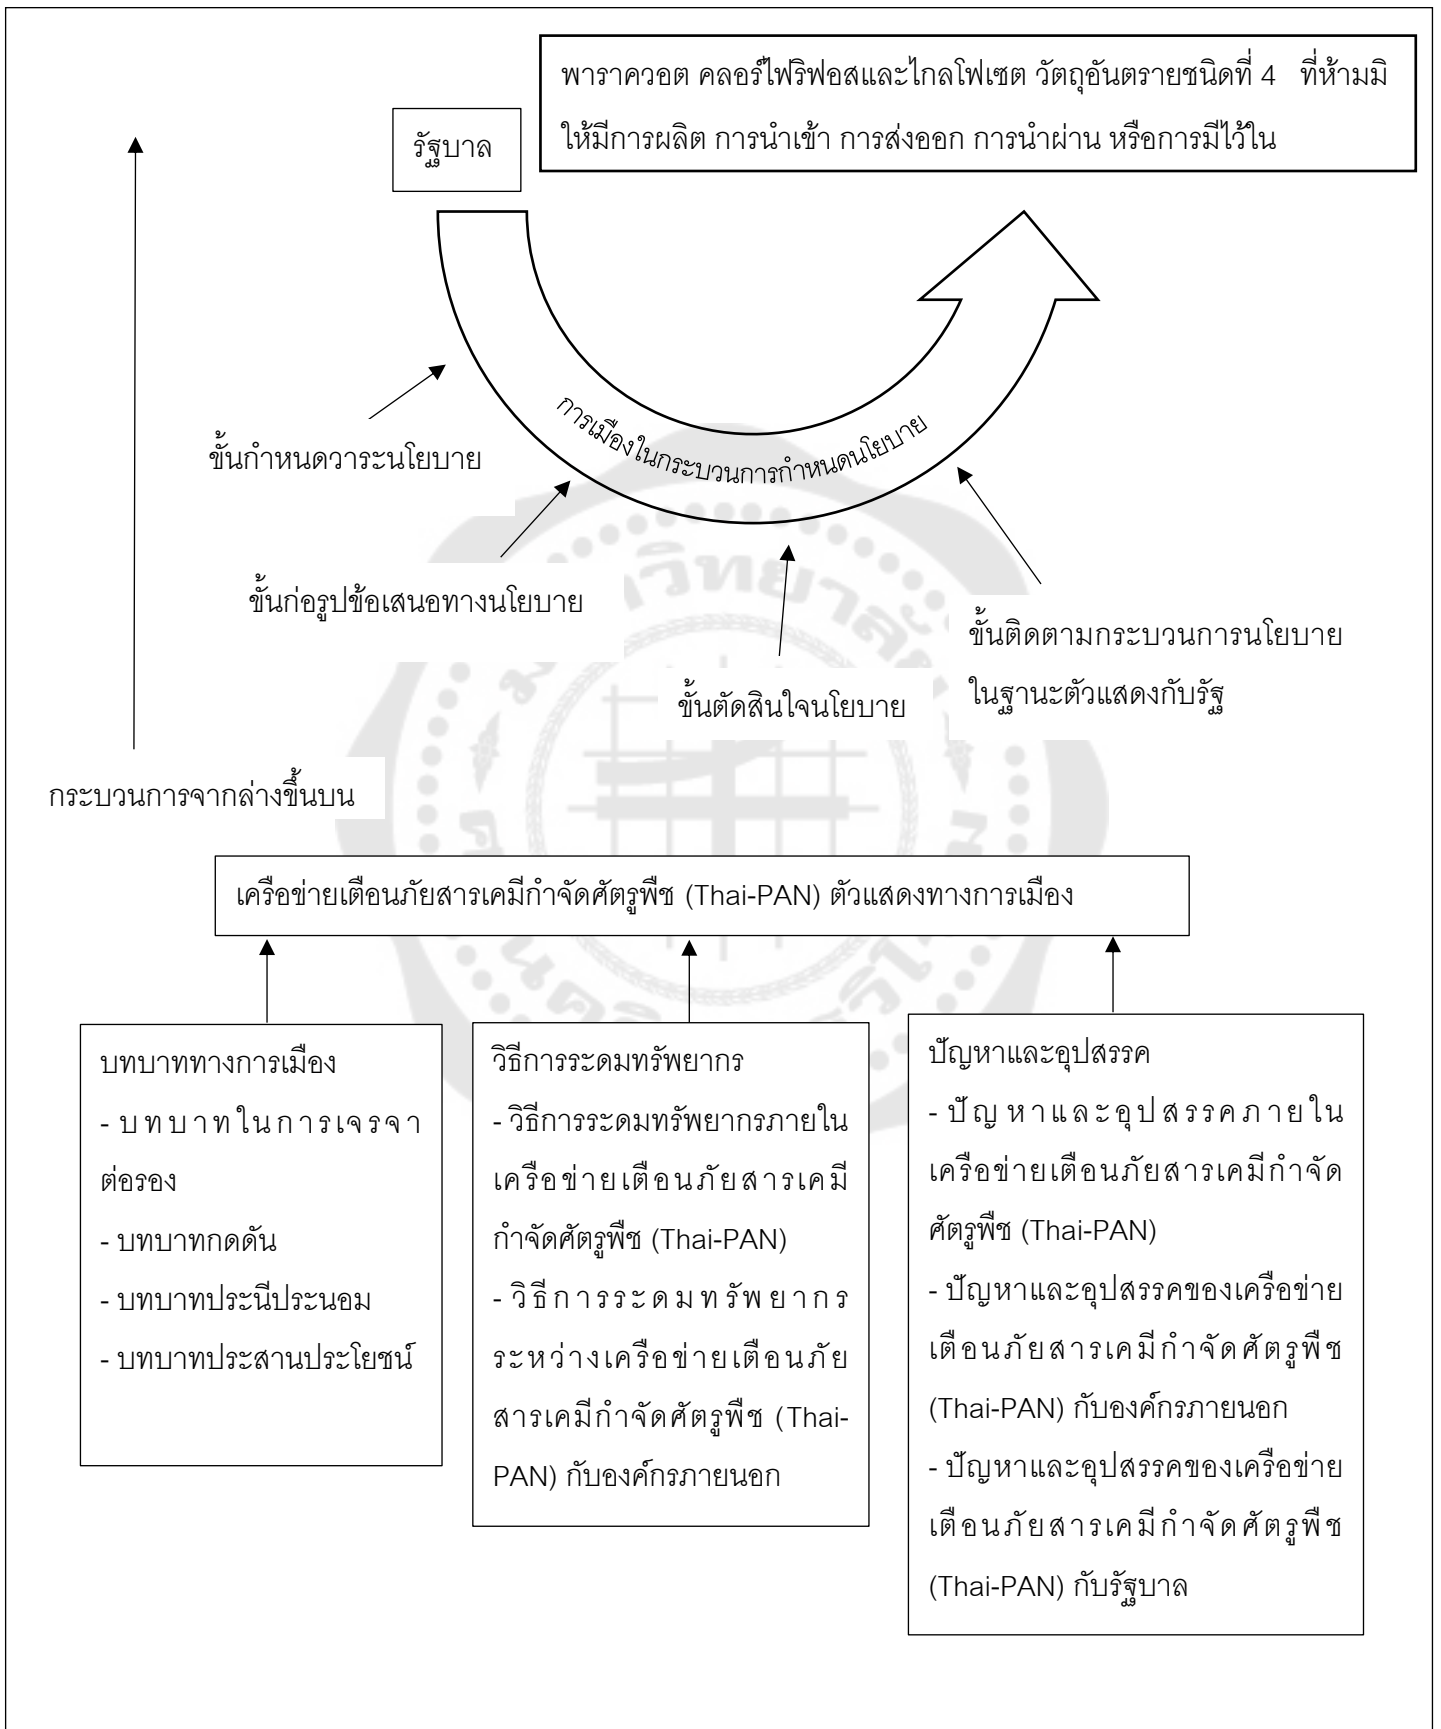 พาราควอต คลอร์ไพริฟอสและไกลโฟเซต วัตถุอันตรายชนิดที่ 4 ที่ห้ามมิ
ให้มีการผลิต การนำเข้า การส่งออก การนำผ่าน หรือการมีไว้ใน
รัฐบาล
การเมืองในกระบวนการกำหนดนโยบาย
ขั้นกำหนดวาระนโยบาย
ขั้นก่อรูปข้อเสนอทางนโยบาย
ขั้นตัดสินใจนโยบาย
ขั้นติดตามกระบวนการนโยบาย
ในฐานะตัวแสดงกับรัฐ
กระบวนการจากล่างขึ้นบน
เครือข่ายเตือนภัยสารเคมีกำจัดศัตรูพืช (Thai-PAN) ตัวแสดงทางการเมือง
บทบาททางการเมือง
- บทบาทในการเจรจา
ต่อรอง
- บทบาทกดดัน
- บทบาทประนีประนอม
- บทบาทประสานประโยชน์
วิธีการระดมทรัพยากร
- วิธีการระดมทรัพยากรภายใน
เครือข่ายเตือนภัยสารเคมี
กำจัดศัตรูพืช (Thai-PAN)
- วิธีการระดมทรัพยากร
ระหว่างเครือข่ายเตือนภัย
สารเคมีกำจัดศัตรูพืช (Thai-
PAN) กับองค์กรภายนอก
ปัญหาและอุปสรรค
- ปัญหาและอุปสรรคภายใน
เครือข่ายเตือนภัยสารเคมีกำจัด
ศัตรูพืช (Thai-PAN)
- ปัญหาและอุปสรรคของเครือข่าย
เตือนภัยสารเคมีกำจัดศัตรูพืช
(Thai-PAN) กับองค์กรภายนอก
- ปัญหาและอุปสรรคของเครือข่าย
เตือนภัยสารเคมีกำจัดศัตรูพืช
(Thai-PAN) กับรัฐบาล